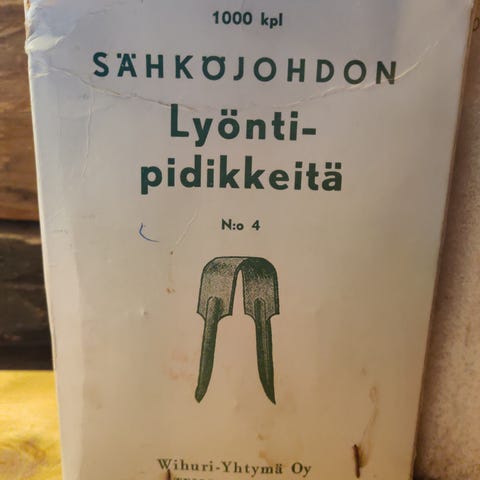 1000 kpl
SÄHKÖJOHDON
Lyönti-
pidikkeitä
N:o 4
Wihuri-Yhtymä Oy